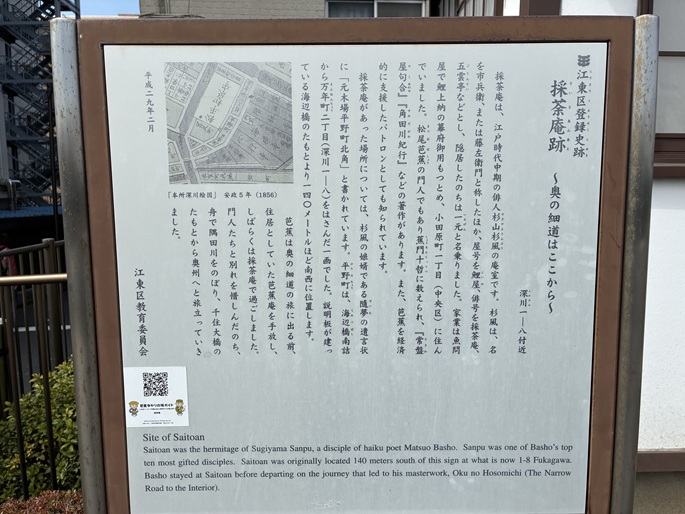 江東区登録史跡
採荼庵跡 〜奥の細道はここから〜
深川一―八付近
採荼庵は、江戸時代中期の俳人杉山杉風の庵室です。杉風は、名
を市兵衛、または藤左衛門と称したほか、屋号を鯉屋、俳号を採荼庵、
五雲亭などとし、隠居したのちは一元と名乗りました。家業は魚問
屋で鯉上納の幕府御用もつとめ、小田原町一丁目(中央区)に住ん
でいました。松尾芭蕉の門人でもあり蕉門十哲に数えられ、『常盤
屋句合』『角田川紀行』などの著作があります。また、芭蕉を経済
的に支援したパトロンとしても知られています。
採荼庵があった場所については、杉風の娘婿である隨夢の遺言状
に「元木場平野町北角」と書かれています。平野町は、海辺橋南詰
から万年町二丁目(深川一―八)をはさんだ一画でした。説明板が建っ
ている海辺橋のたもとより一四〇メートルほど南西に位置します。
芭蕉は奥の細道の旅に出る前、
住居としていた芭蕉庵を手放し、
しばらくは採荼庵で過ごしました。
門人たちと別れを惜しんだのち、
舟で隅田川をのぼり、千住大橋の
たもとから奥州へと旅立っていき
ました。
「本所深川絵図」 安政5年(1856)
平成二九年二月
江東区教育委員会
Site of Saitoan
Saitoan was the hermitage of Sugiyama Sanpu, a disciple of haiku poet Matsuo Basho. Sanpu was one of Basho's top
ten most gifted disciples. Saitoan was originally located 140 meters south of this sign at what is now 1-8 Fukagawa.
Basho stayed at Saitoan before departing on the journey that led to his masterwork, Oku no Hosomichi (The Narrow
Road to the Interior).